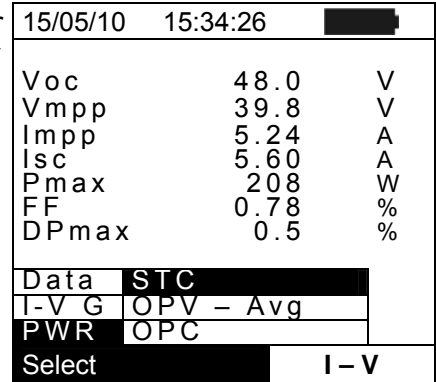 15/05/10 15:34:26
Voc 48.0 V
Vmpp 39.8 V
Impp 5.24 A
Isc 5.60 A
Pmax 208 W
FF 0.78 %
DPmax 0.5 %
Data STC
I-V G OPV – Avg
PWR OPC
Select I – V